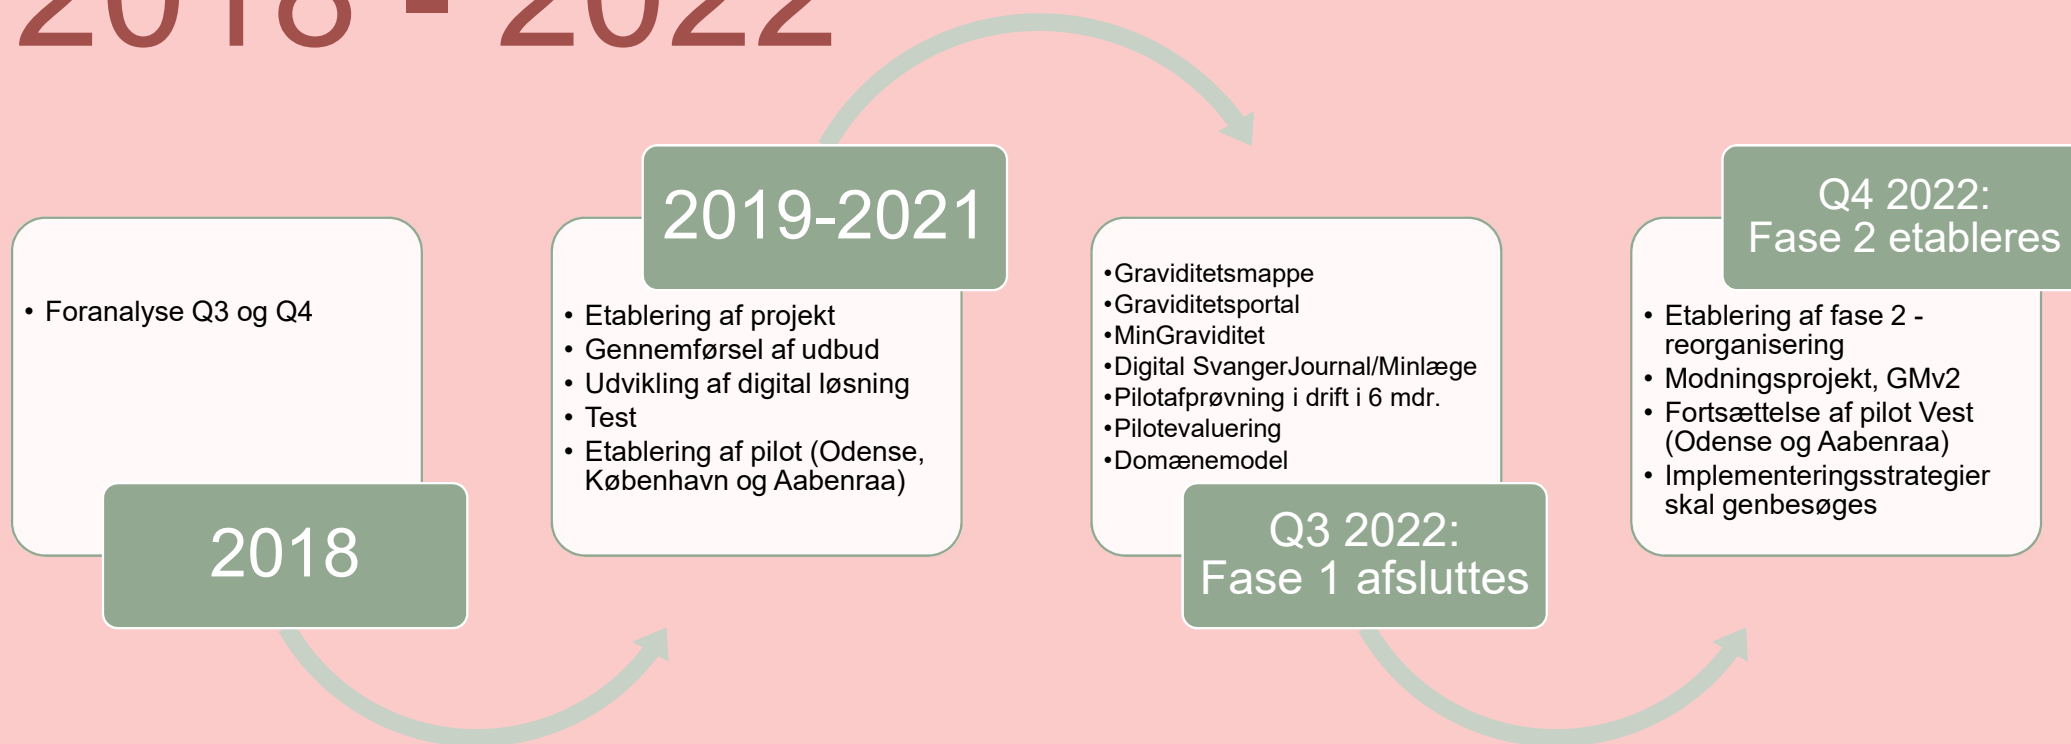 2018 - 2022
• Foranalyse Q3 og Q4
2018
2019-2021
• Etablering af projekt
• Gennemførsel af udbud
• Udvikling af digital løsning
• Test
• Etablering af pilot (Odense,
København og Aabenraa)
•Graviditetsmappe
•Graviditetsportal
•MinGraviditet
•Digital SvangerJournal/Minlæge
•Pilotafprøvning i drift i 6 mdr.
•Pilotevaluering
•Domænemodel
Q3 2022:
Fase 1 afsluttes
Q4 2022:
Fase 2 etableres
• Etablering af fase 2 -
reorganisering
• Modningsprojekt, GMv2
• Fortsættelse af pilot Vest
(Odense og Aabenraa)
• Implementeringsstrategier
skal genbesøges